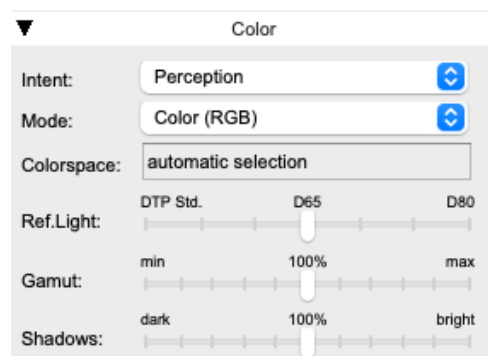 Color
Intent: Perception
Mode: Color (RGB)
Colorspace: automatic selection
DTP Std. D65 D80
Ref.Light:
min 100% max
Gamut:
dark 100% bright
Shadows: